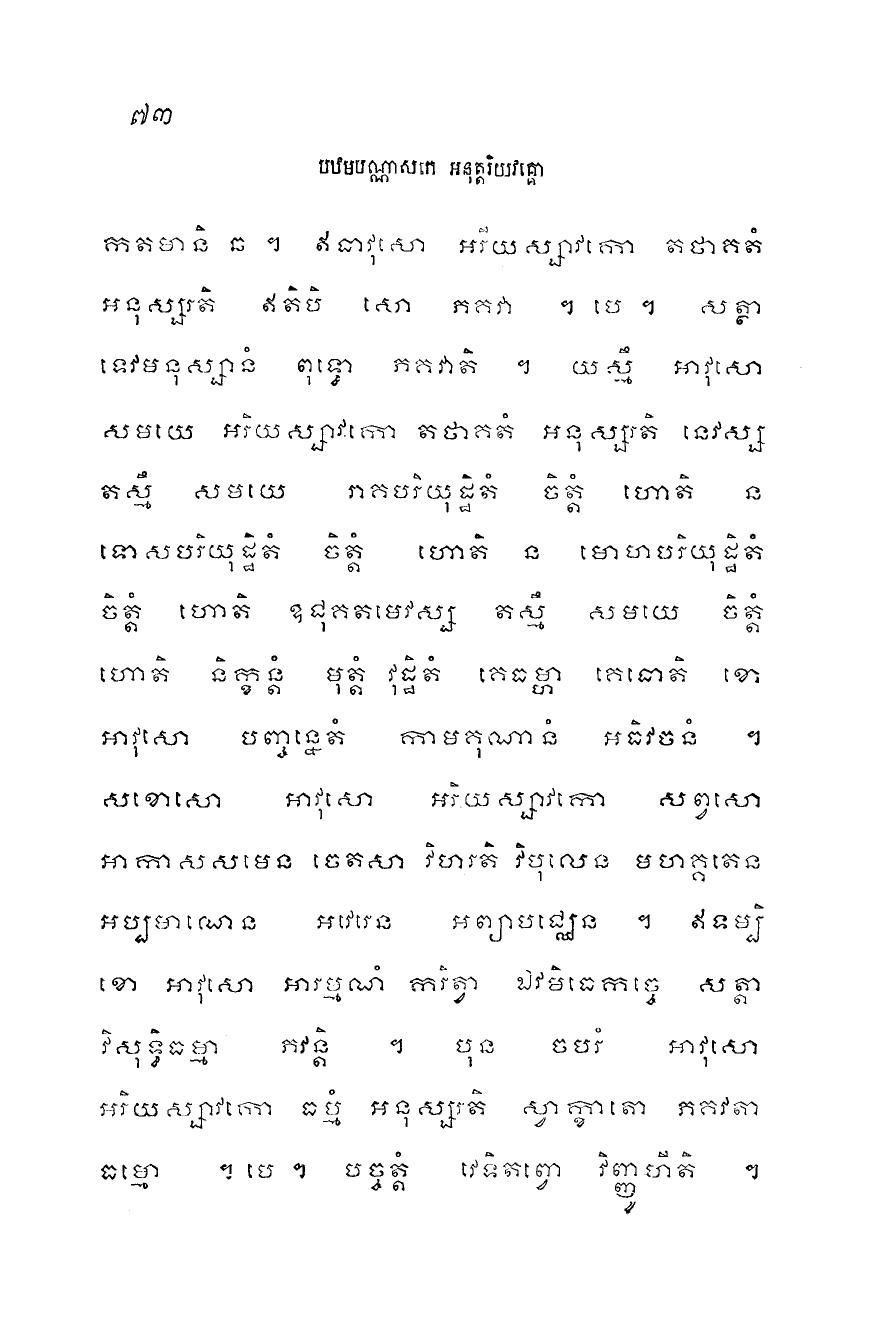 ៧៣
បឋមបណ្ណាសកេ អនុត្តរិយវគ្គោ
កតមានិ ឆ ។ ឥធាវុសោ អរិយស្សាវកោ តថាគតំ
អនុស្សរតិ ឥតិបិ សោ ភគវា ។ បេ ។ សត្ថា
ទេវមនុស្សានំ ពុទ្ធោ ភគវាតិ ។ យស្មឹ អាវុសោ
សមយេ អរិយស្សាវកោ តថាគតំ អនុស្សរតិ នេវស្ស
តស្មឹ សមយេ រាគបរិយុដ្ឋិតំ ចិត្តំ ហោតិ ន
ទោសបរិយុដ្ឋិតំ ចិត្តំ ហោតិ ន មោហបរិយុដ្ឋិតំ
ចិត្តំ ហោតិ ឧជុគតមេវស្ស តស្មឹ សមយេ ចិត្តំ
ហោតិ និក្ខន្តំ មុត្តំ វុដ្ឋិតំ គេធម្ហា គេធោតិ ខោ
អាវុសោ បញ្ចន្នេតំ កាមគុណានំ អធិវចនំ ។
សខោសោ អាវុសោ អរិយស្សាវកោ សព្វសោ
អាកាសសមេន ចេតសា វិហរតិ វិបុលេន មហគ្គតេន
អប្បមាណេន អវេរេន អព្យាបជ្ឈេន ។ ឥទម្បិ
ខោ អាវុសោ អារម្មណំ ករិត្វា ឯវមិធេកច្ចេ សត្តា
វិសុទ្ធិធម្មា ភវន្តិ ។ បុន ចបរំ អាវុសោ
អរិយស្សាវកោ ធម្មំ អនុស្សរតិ ស្វាក្ខាតោ ភគវតា
ធម្មោ ។ បេ ។ បច្ចត្តំ វេទិតព្វោ វិញ្ញូហីតិ ។